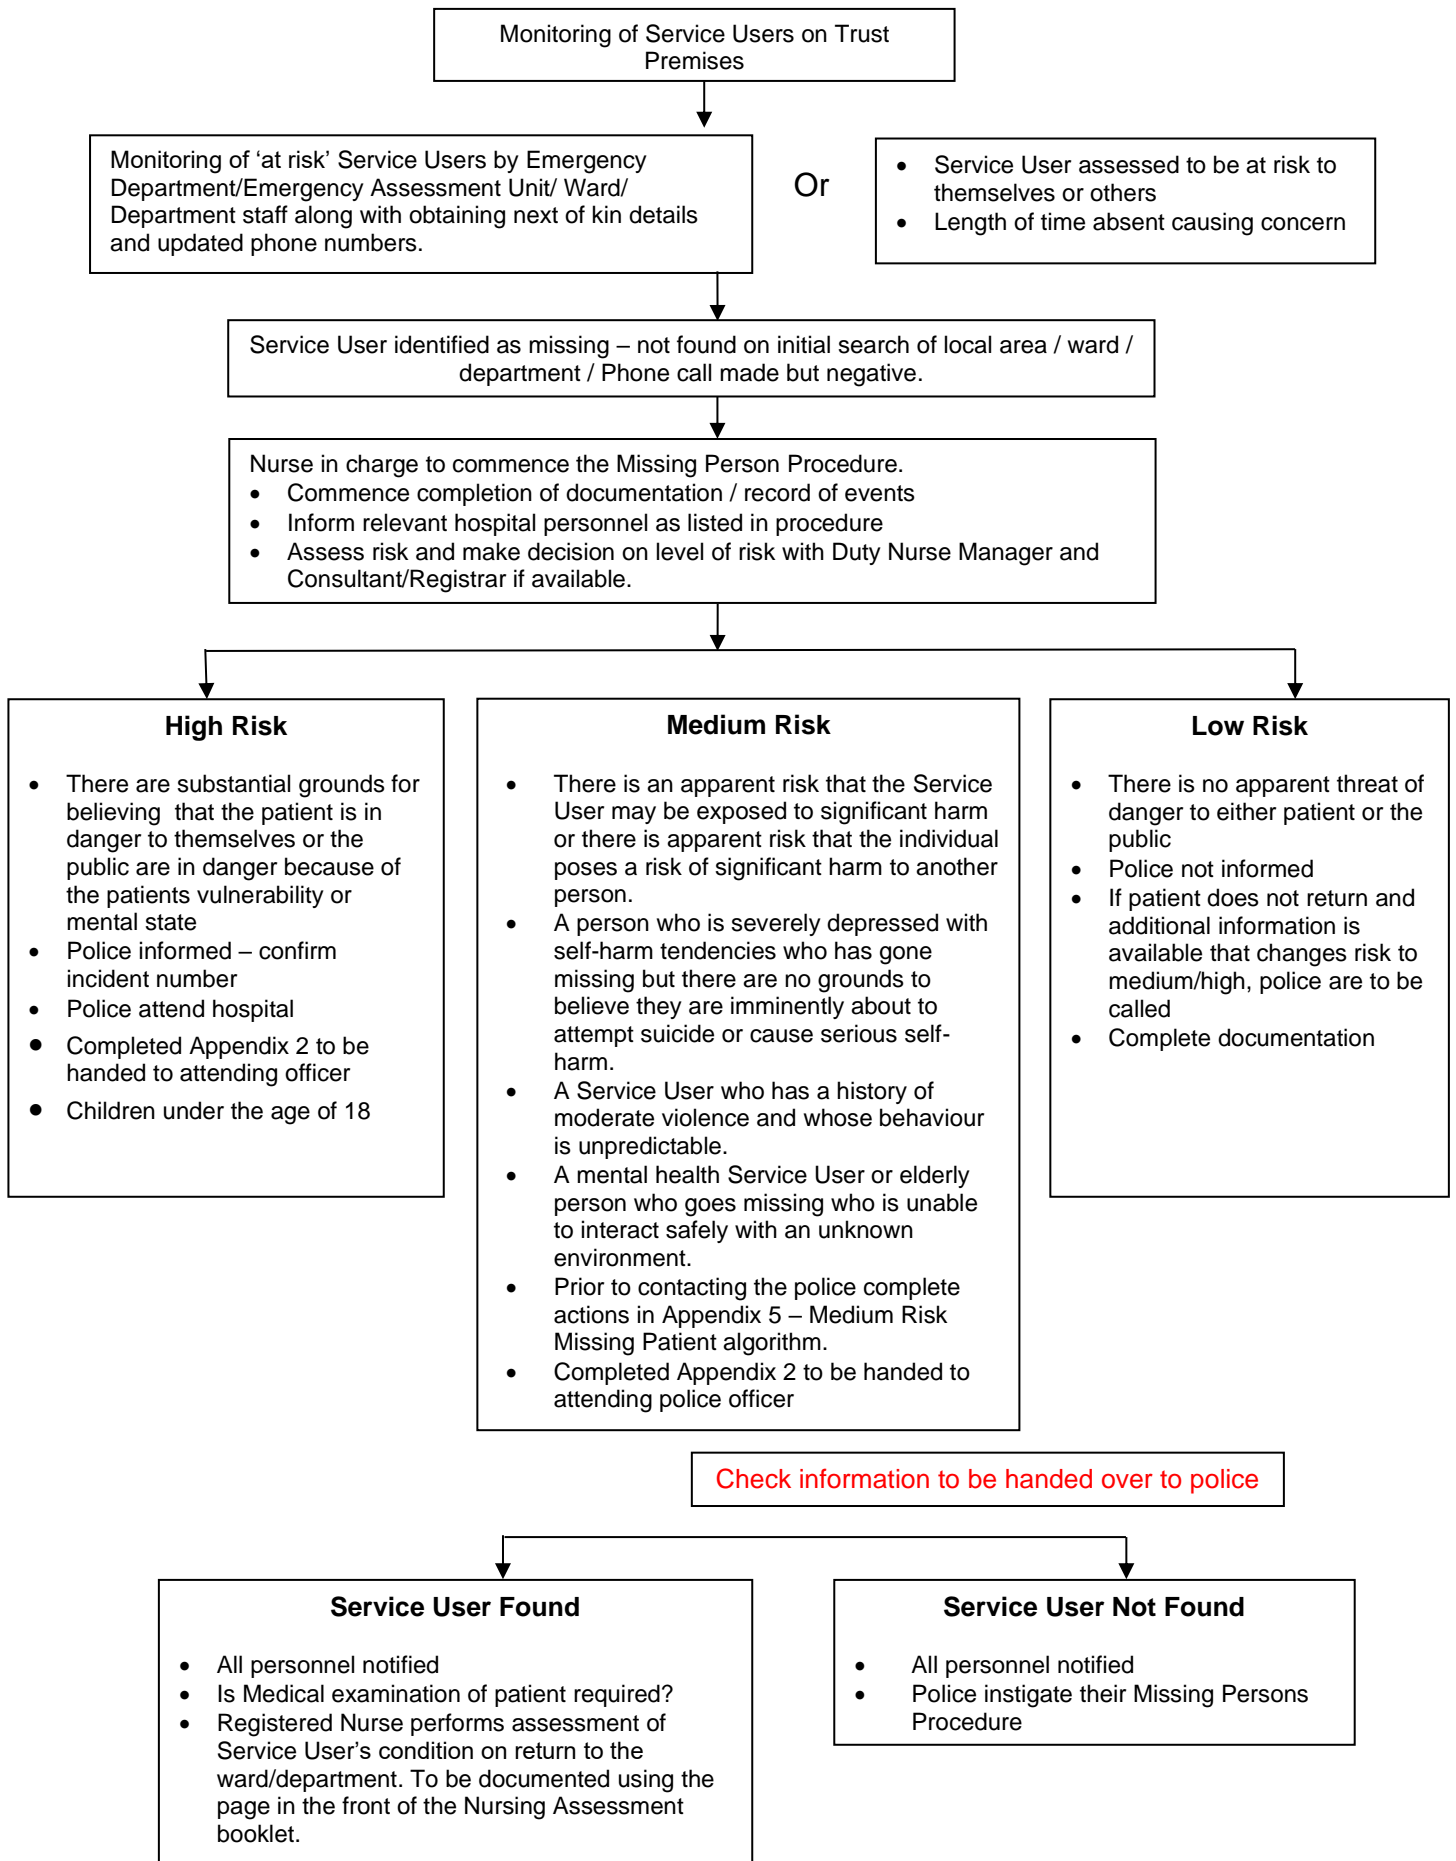 Monitoring of Service Users on Trust
Premises
Monitoring of ‘at risk’ Service Users by Emergency
Department/Emergency Assessment Unit/ Ward/
Department staff along with obtaining next of kin details
and updated phone numbers.
Or
• Service User assessed to be at risk to
themselves or others
• Length of time absent causing concern
Service User identified as missing – not found on initial search of local area / ward /
department / Phone call made but negative.
Nurse in charge to commence the Missing Person Procedure.
• Commence completion of documentation / record of events
• Inform relevant hospital personnel as listed in procedure
• Assess risk and make decision on level of risk with Duty Nurse Manager and
Consultant/Registrar if available.
High Risk
• There are substantial grounds for
believing that the patient is in
danger to themselves or the
public are in danger because of
the patients vulnerability or
mental state
• Police informed – confirm
incident number
• Police attend hospital
• Completed Appendix 2 to be
handed to attending officer
• Children under the age of 18
Medium Risk
• There is an apparent risk that the Service
User may be exposed to significant harm
or there is apparent risk that the individual
poses a risk of significant harm to another
person.
• A person who is severely depressed with
self-harm tendencies who has gone
missing but there are no grounds to
believe they are imminently about to
attempt suicide or cause serious self-
harm.
• A Service User who has a history of
moderate violence and whose behaviour
is unpredictable.
• A mental health Service User or elderly
person who goes missing who is unable
to interact safely with an unknown
environment.
• Prior to contacting the police complete
actions in Appendix 5 – Medium Risk
Missing Patient algorithm.
• Completed Appendix 2 to be handed to
attending police officer
Low Risk
• There is no apparent threat of
danger to either patient or the
public
• Police not informed
• If patient does not return and
additional information is
available that changes risk to
medium/high, police are to be
called
• Complete documentation
Check information to be handed over to police
Service User Found
• All personnel notified
• Is Medical examination of patient required?
• Registered Nurse performs assessment of
Service User’s condition on return to the
ward/department. To be documented using the
page in the front of the Nursing Assessment
booklet.
Service User Not Found
• All personnel notified
• Police instigate their Missing Persons
Procedure